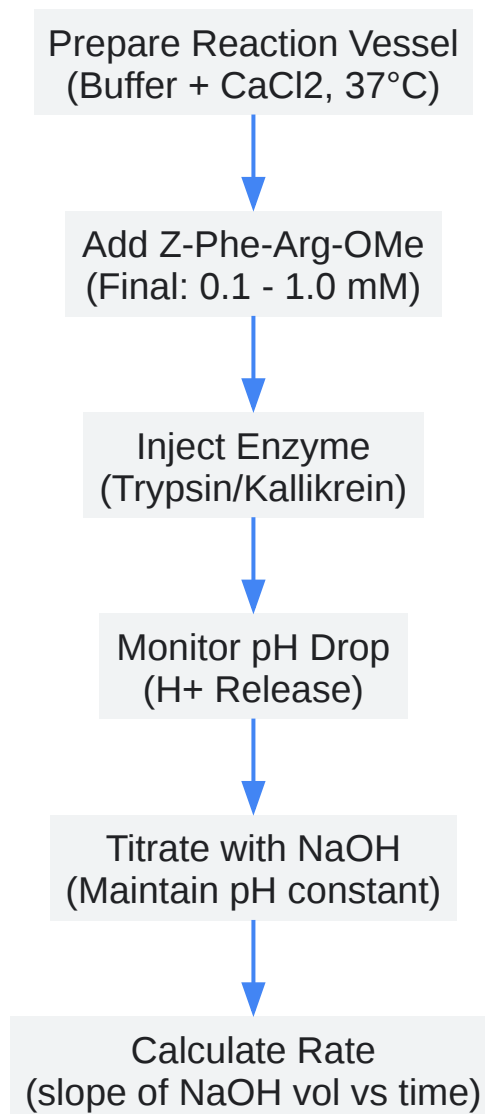 Prepare Reaction Vessel
(Buffer + CaCl2, 37°C)
Add Z-Phe-Arg-OMe
(Final: 0.1 - 1.0 mM)
Inject Enzyme
(Trypsin/Kallikrein)
Monitor pH Drop
(H+ Release)
Titrate with NaOH
(Maintain pH constant)
Calculate Rate
(slope of NaOH vol vs time)